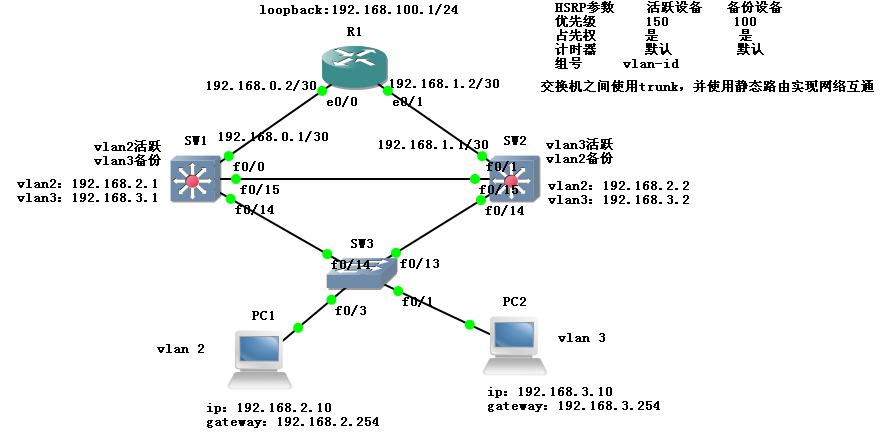 loopback:192.168.100.1/24
R1
HSRP参数 活跃设备 备份设备
优先级 150 100
占先权 是 是
计时器 默认 默认
组号 vlan-id
交换机之间使用trunk，并使用静态路由实现网络互通
192.168.0.2/30
192.168.1.2/30
e0/0
e0/1
SW1
192.168.0.1/30
192.168.1.1/30
SW2
vlan2活跃
vlan3备份
vlan3活跃
vlan2备份
f0/0
f0/1
vlan2: 192.168.2.1
vlan3: 192.168.3.1
f0/15
f0/15
vlan2: 192.168.2.2
vlan3: 192.168.3.2
f0/14
f0/14
SW3
f0/14
f0/13
f0/3
f0/1
PC1
PC2
vlan 2
vlan 3
ip: 192.168.2.10
gateway: 192.168.2.254
ip: 192.168.3.10
gateway: 192.168.3.254